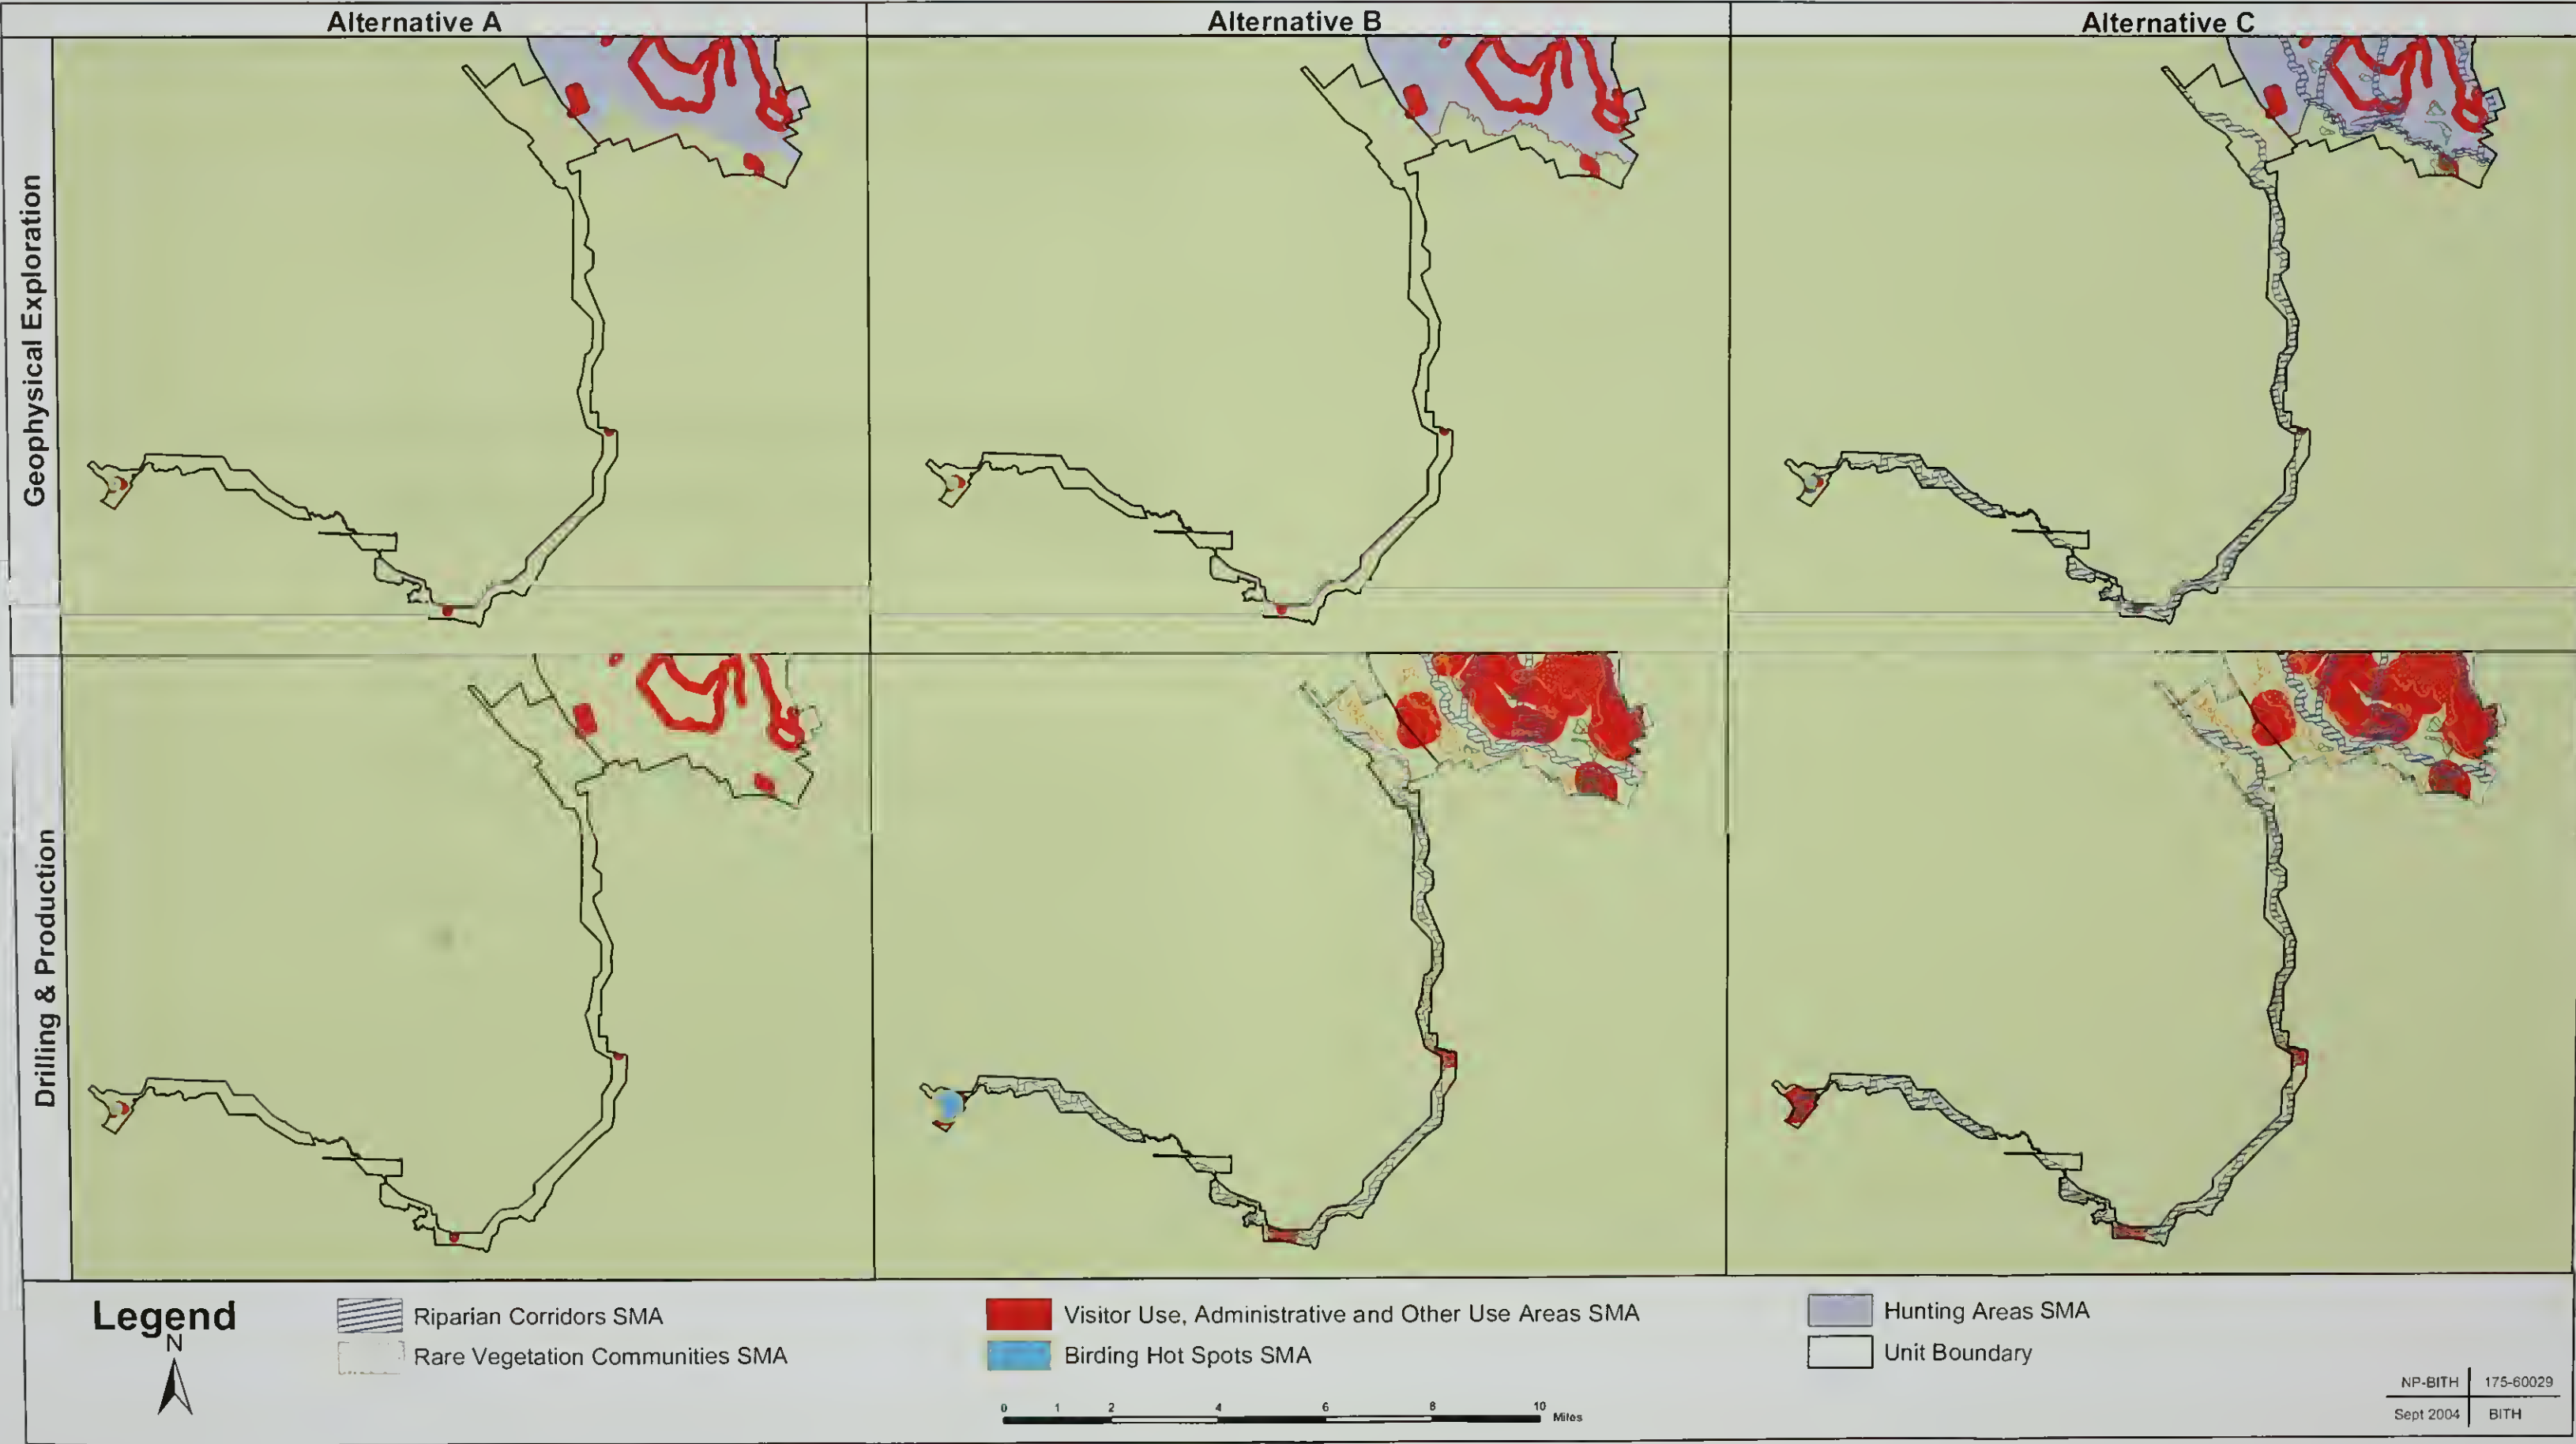 Alternative A
Alternative B
Alternative C
Geophysical Exploration
Drilling & Production
Legend
N
Riparian Corridors SMA
Rare Vegetation Communities SMA
Visitor Use, Administrative and Other Use Areas SMA
Birding Hot Spots SMA
Hunting Areas SMA
Unit Boundary
0 1 2 4 6 8 10 Miles
NP-BITH 175-60029
Sept 2004 BITH